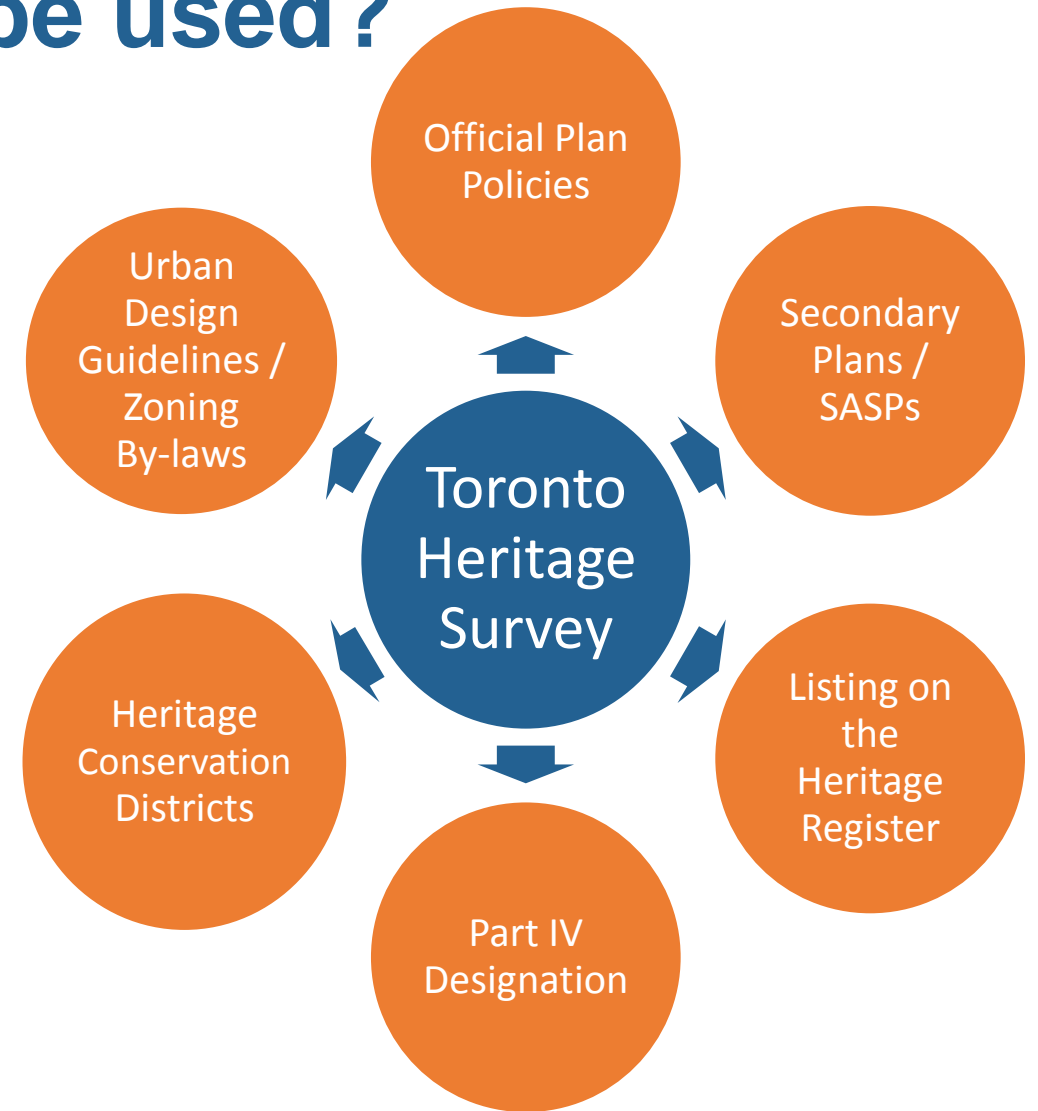 be used?
Official Plan
Policies
Urban
Design
Guidelines /
Zoning
By-laws
Secondary
Plans /
SASPs
Toronto
Heritage
Survey
Heritage
Conservation
Districts
Listing on
the
Heritage
Register
Part IV
Designation